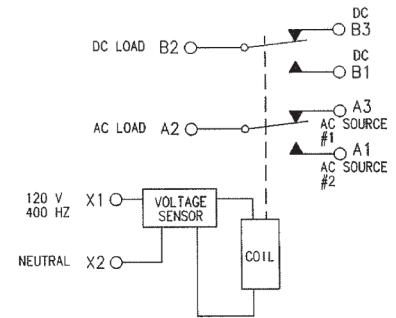 DC
DC LOAD B2 B3
DC
B1
AC LOAD A2 A3
AC SOURCE
#1
A1
AC SOURCE
#2
120 V
400 HZ X1
VOLTAGE
SENSOR
NEUTRAL X2
COIL